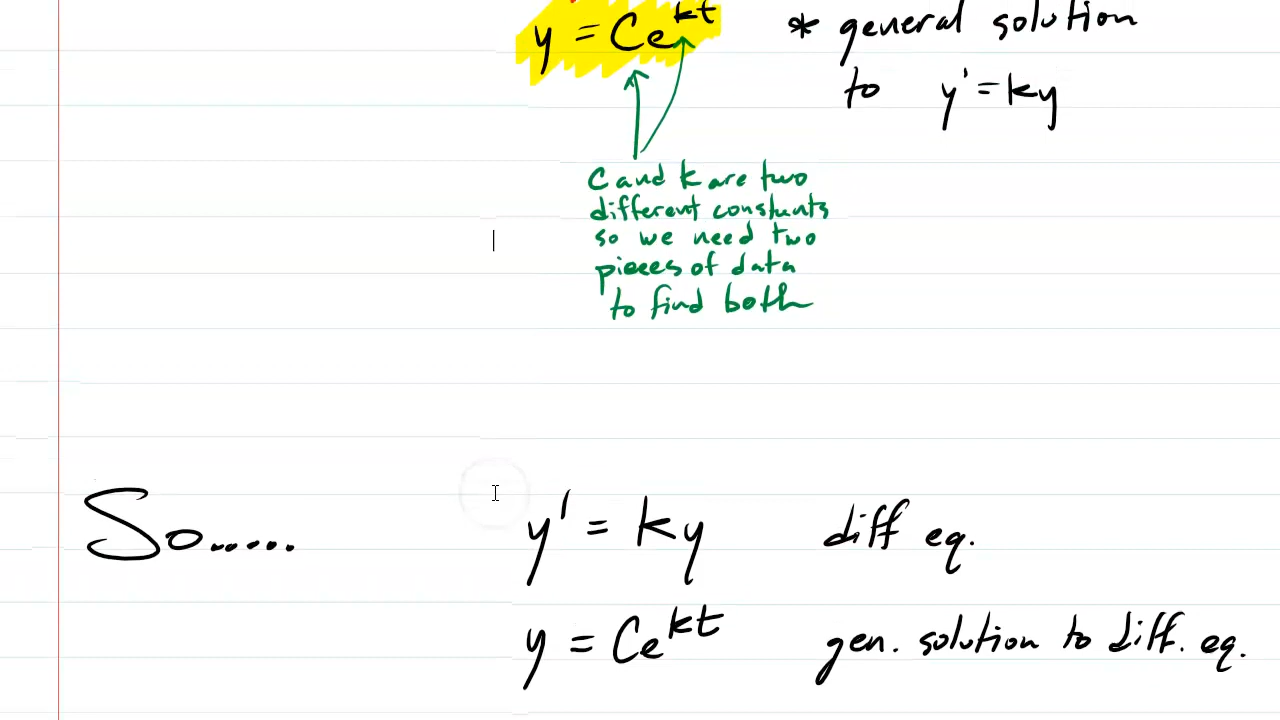 y = Ce^kt * general solution
to y' = ky
C and k are two
different constants
so we need two
pieces of data
to find both
So..... y' = ky diff eq.
y = Ce^kt gen. solution to diff. eq.